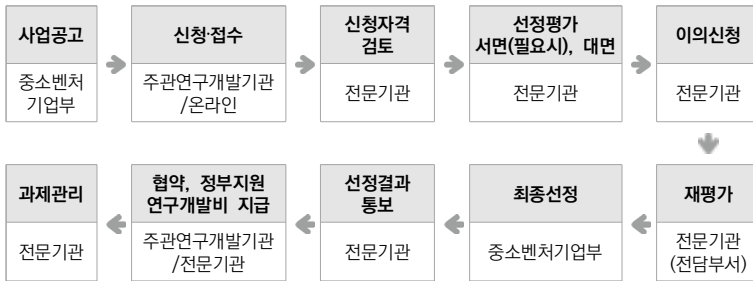 사업공고
중소벤처
기업부
신청·접수
주관연구개발기관
/온라인
신청자격
검토
전문기관
선정평가
서면(필요시), 대면
전문기관
이의신청
전문기관
재평가
전문기관
(전담부서)
최종선정
중소벤처기업부
선정결과
통보
전문기관
협약, 정부지원
연구개발비 지급
주관연구개발기관
/전문기관
과제관리
전문기관